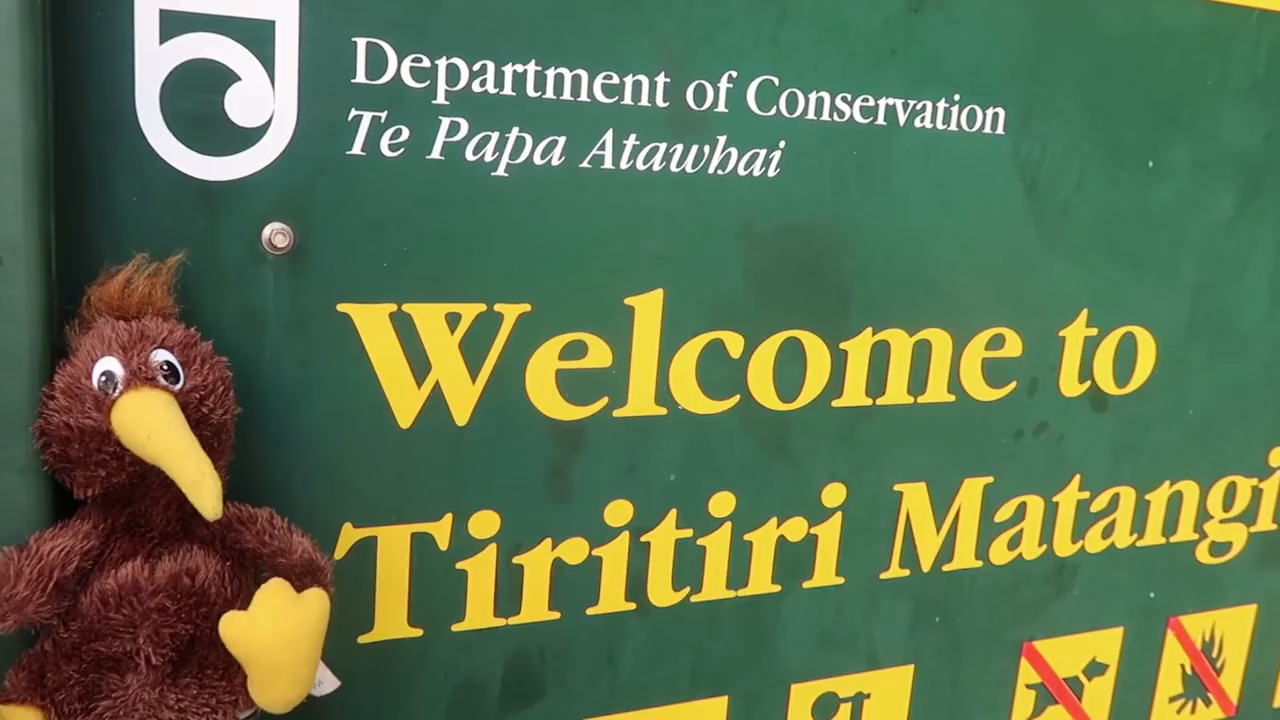 Department of Conservation
Te Papa Atawhai
Welcome to
Tiritiri Matangi